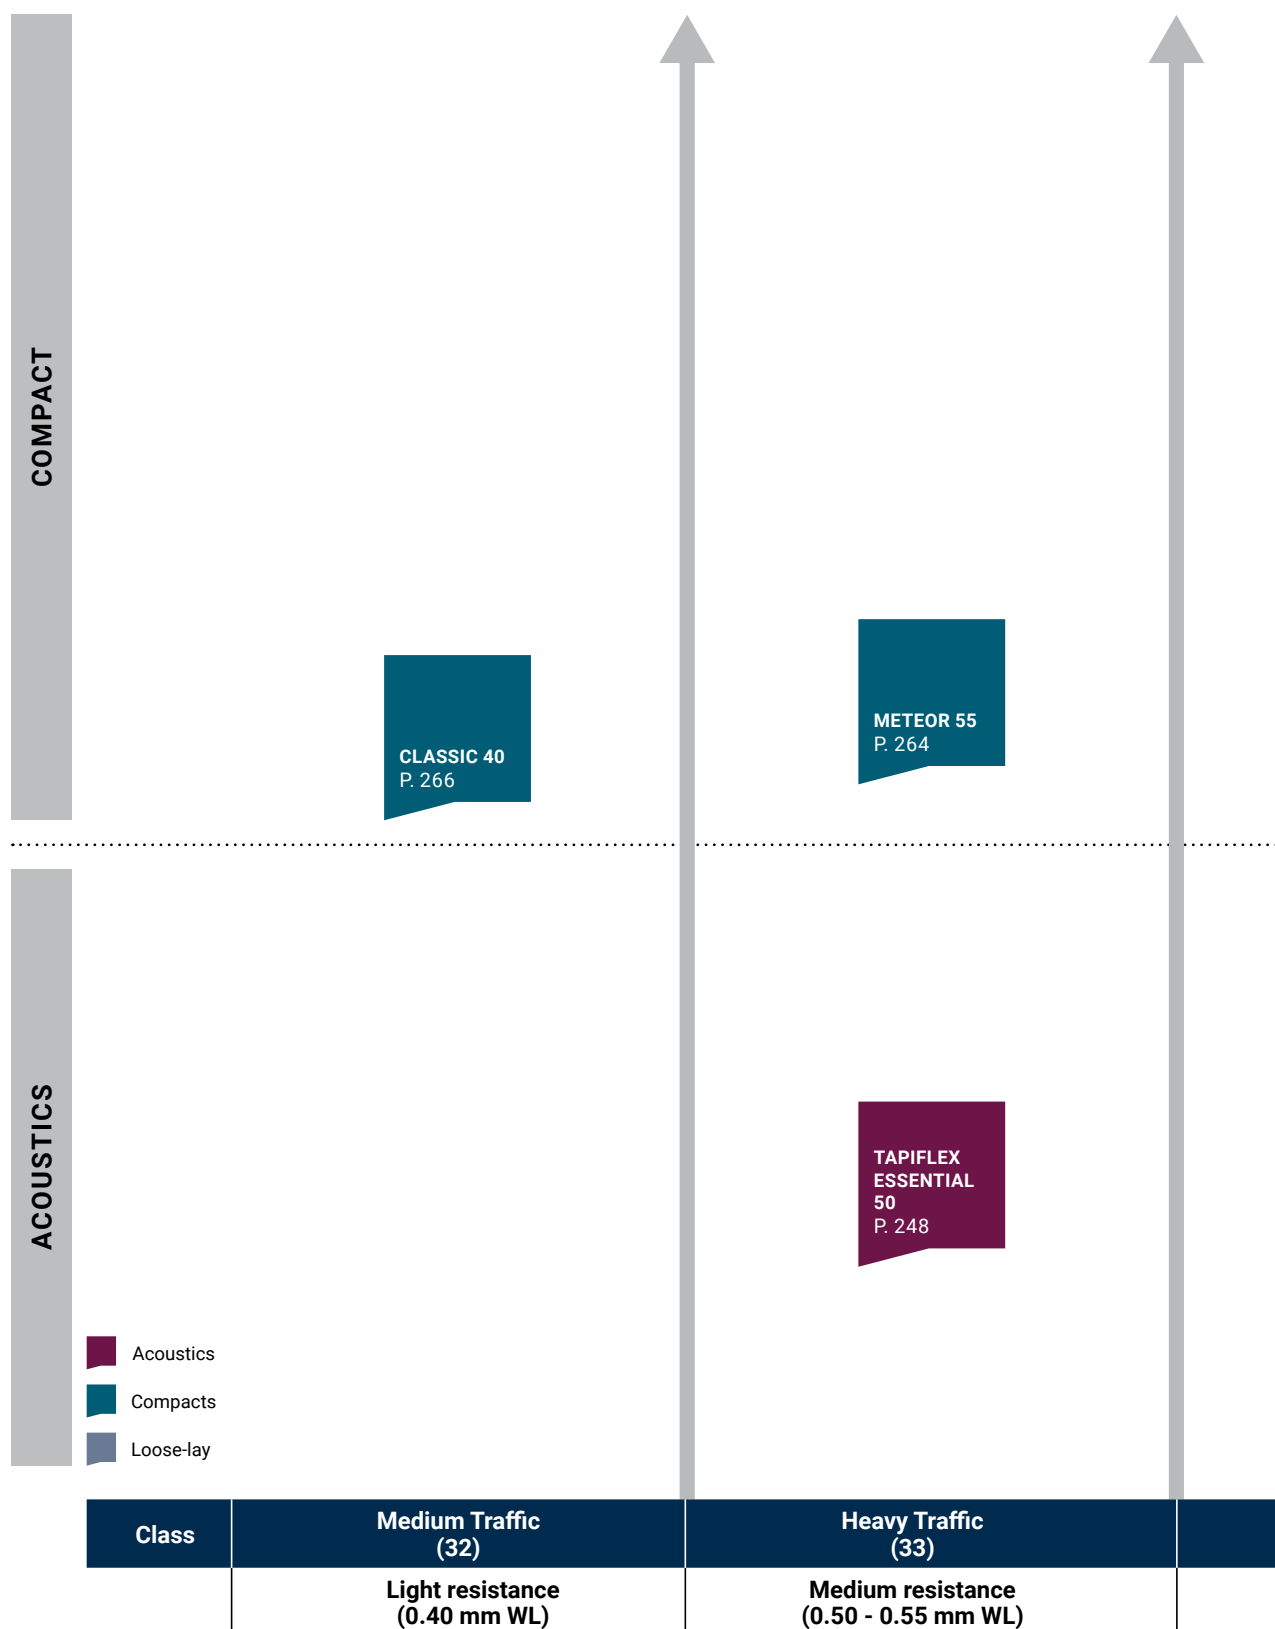 COMPACT
CLASSIC 40
P. 266
METEOR 55
P. 264
ACOUSTICS
TAPIFLEX
ESSENTIAL
50
P. 248
Acoustics
Compacts
Loose-lay
Class
Medium Traffic
(32)
Heavy Traffic
(33)
Light resistance
(0.40 mm WL)
Medium resistance
(0.50 - 0.55 mm WL)